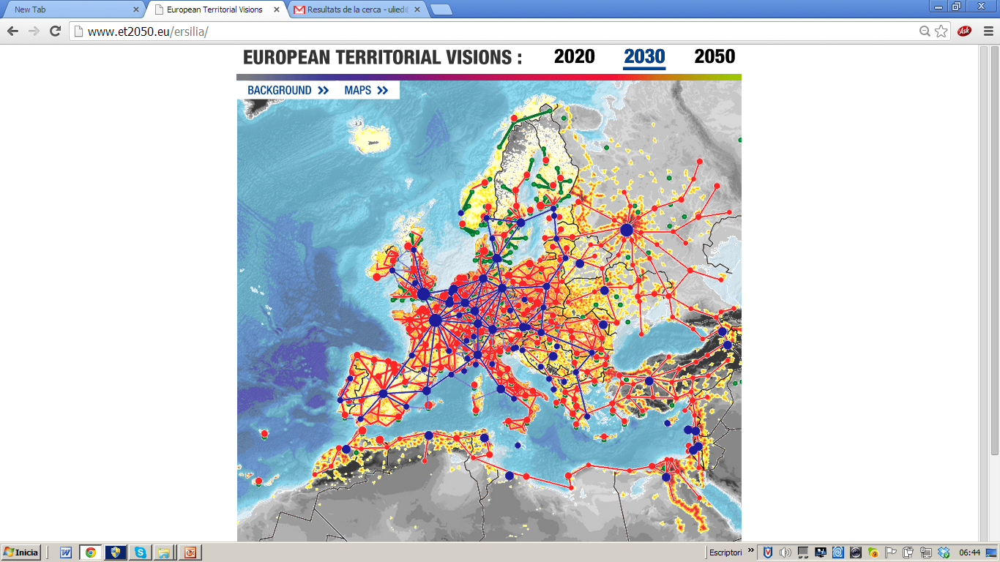 New Tab
European Territorial Visions
Resultats de la cerca - ulied
www.et2050.eu/ersilia/
Ask
EUROPEAN TERRITORIAL VISIONS : 2020 2030 2050
BACKGROUND >> MAPS >>
Inicia
Escriptori >>
06:44